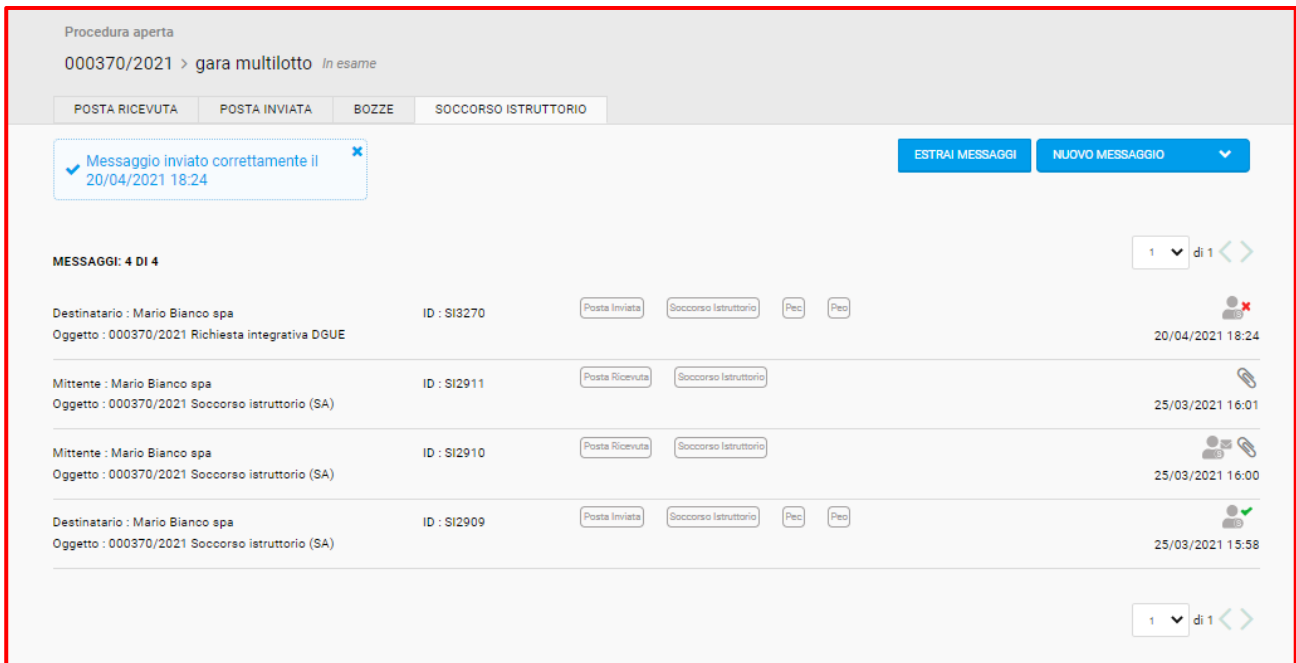 Procedura aperta
000370/2021 > gara multilotto In esame
POSTA RICEVUTA POSTA INVIATA BOZZE SOCCORSO ISTRUTTORIO
Messaggio inviato correttamente il
20/04/2021 18:24
ESTRAI MESSAGGI NUOVO MESSAGGIO
1 di 1
MESSAGGI: 4 DI 4
Destinatario : Mario Bianco spa ID : SI3270 Posta Inviata Soccorso Istruttorio Pec Peo
Oggetto : 000370/2021 Richiesta integrativa DGUE 20/04/2021 18:24
Mittente : Mario Bianco spa ID : SI2911 Posta Ricevuta Soccorso Istruttorio
Oggetto : 000370/2021 Soccorso istruttorio (SA) 25/03/2021 16:01
Mittente : Mario Bianco spa ID : SI2910 Posta Ricevuta Soccorso Istruttorio
Oggetto : 000370/2021 Soccorso istruttorio (SA) 25/03/2021 16:00
Destinatario : Mario Bianco spa ID : SI2909 Posta Inviata Soccorso Istruttorio Pec Peo
Oggetto : 000370/2021 Soccorso istruttorio (SA) 25/03/2021 15:58
1 di 1